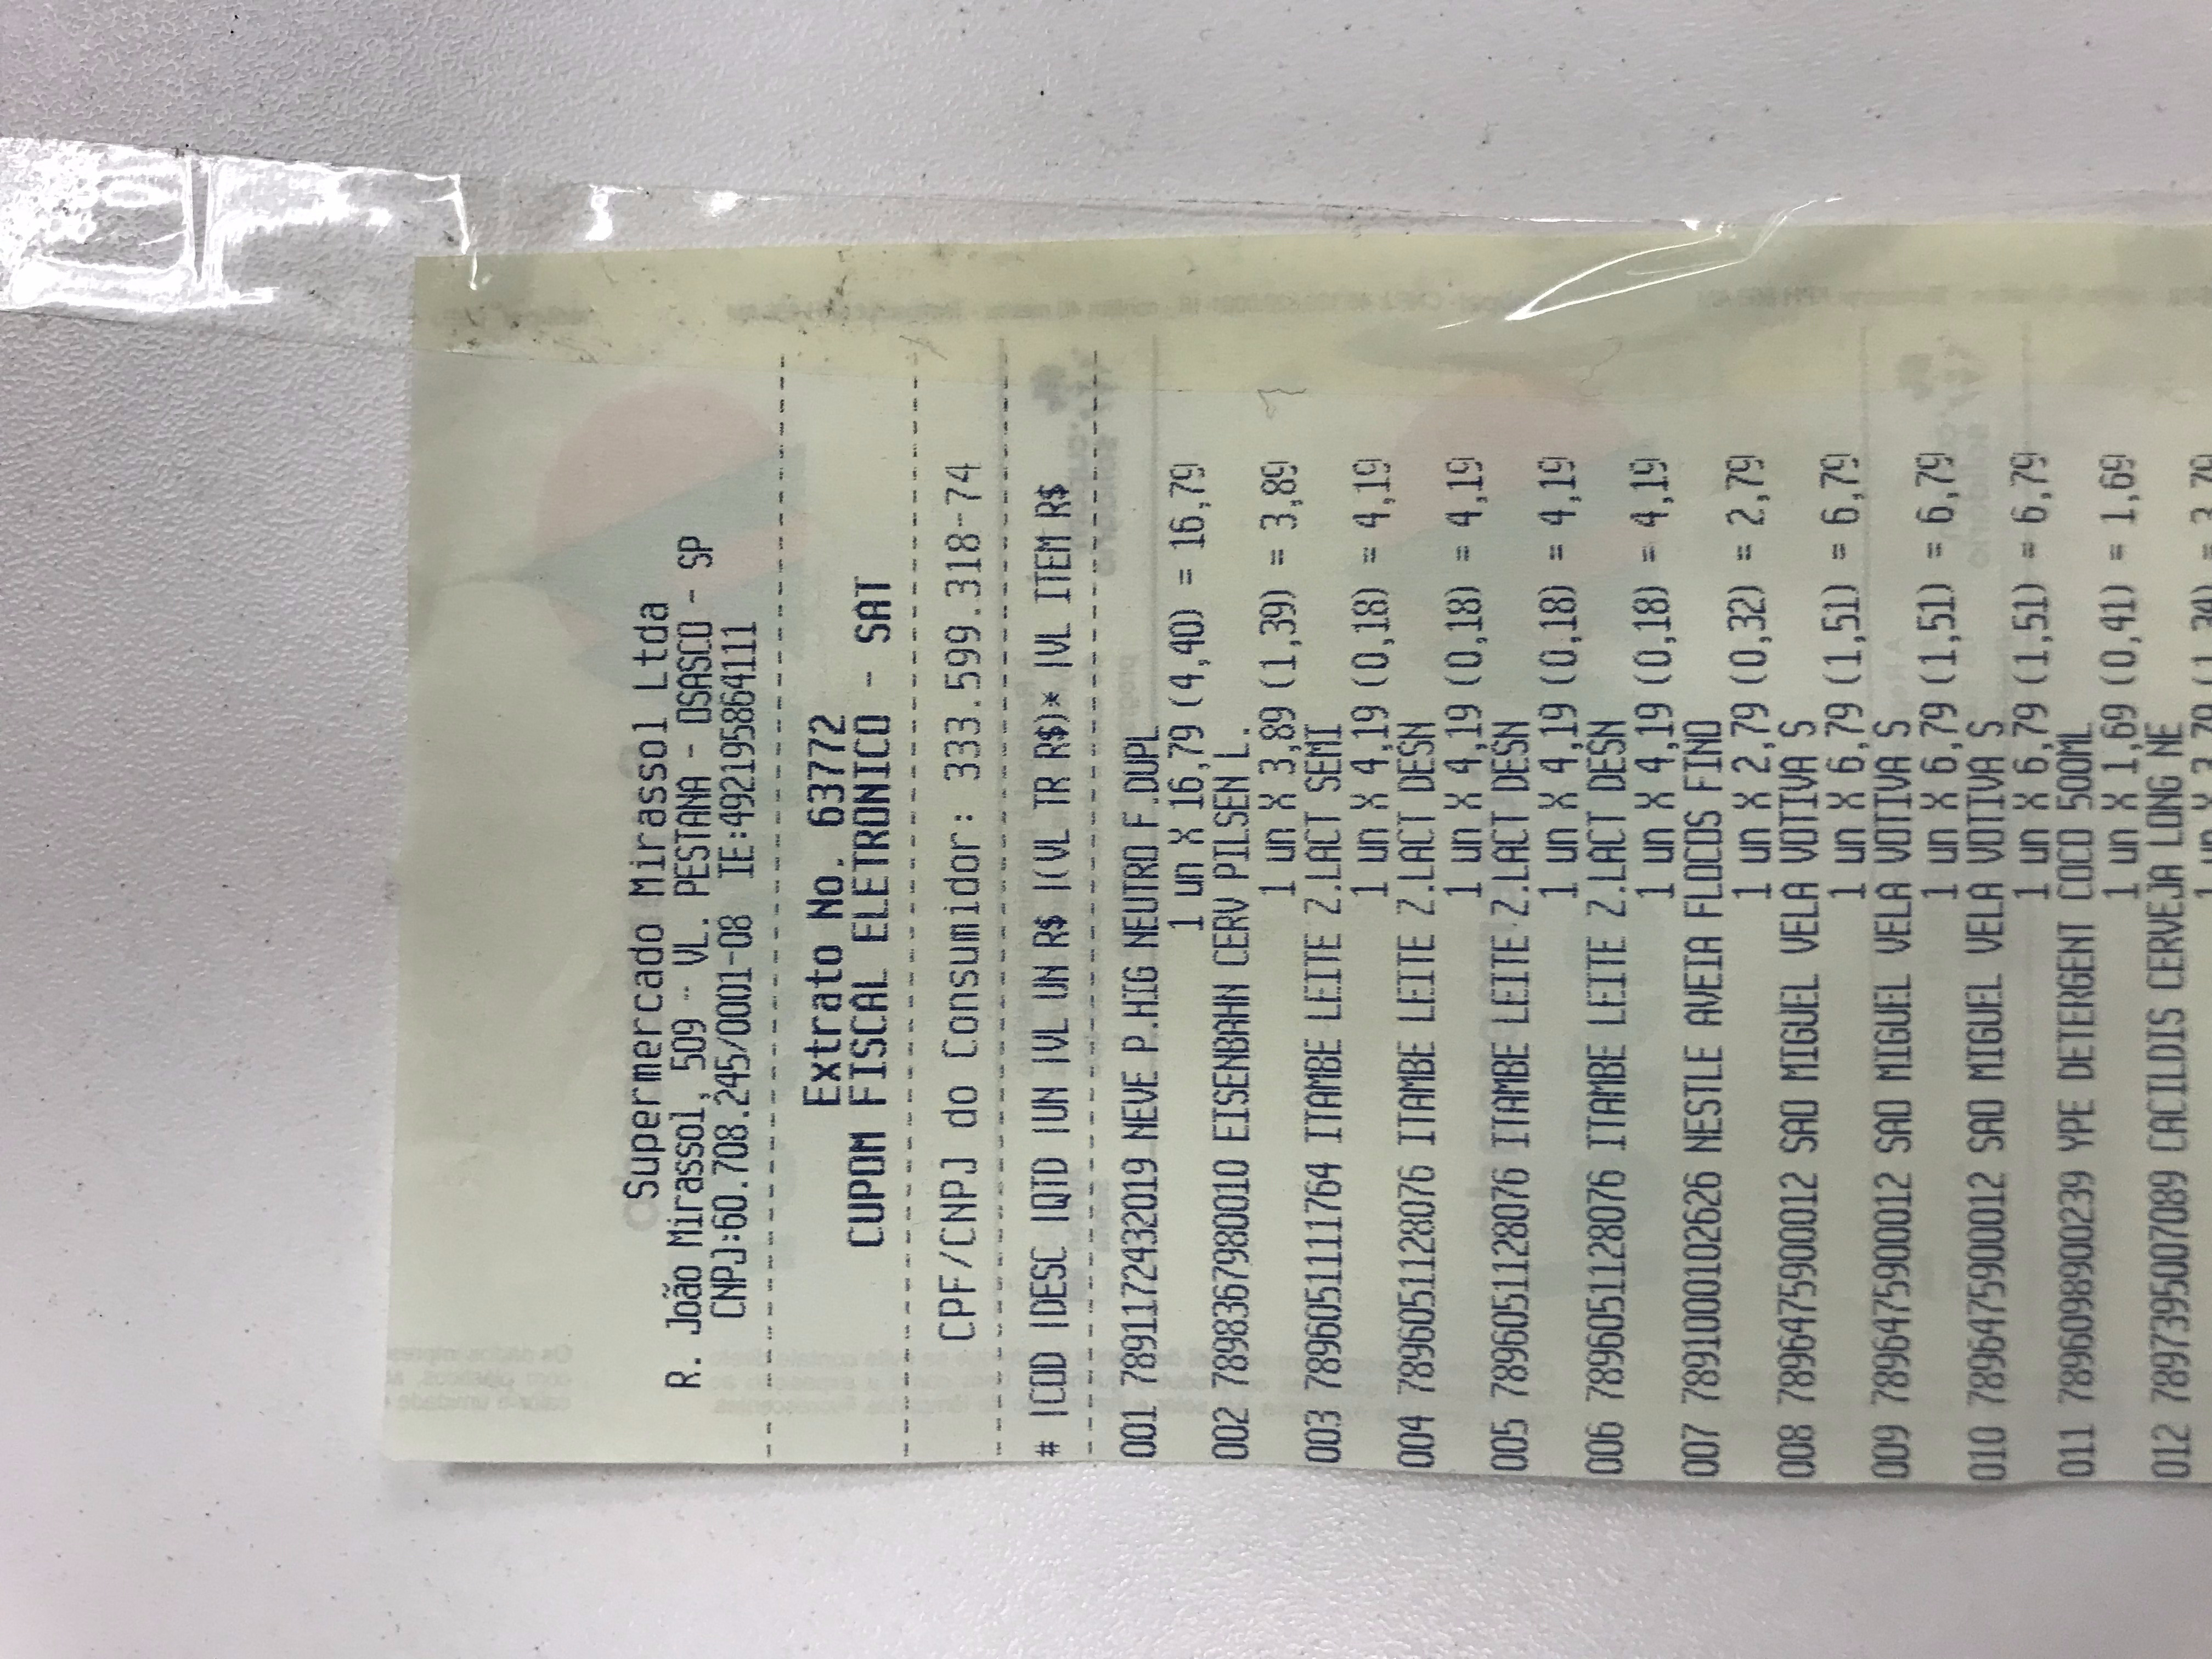 Supermercado Mirassol Ltda
R. João Mirassol, 509 - VL. PESTANA - OSASCO - SP
CNPJ:60.708.245/0001-08 IE:492195864111
Extrato No. 63772
CUPOM FISCAL ELETRONICO - SAT
CPF/CNPJ do Consumidor: 333.599.318-74
# |COD |DESC |QTD |UN |VL UN R$ |(VL TR R$)* |VL ITEM R$
001 7891172432019 NEVE P.HIG NEUTRO F.DUPL
1 un X 16,79 (4,40) = 16,79
002 7898367980010 EISENBAHN CERV PILSEN L.
1 un X 3,89 (1,39) = 3,89
003 7896051111764 ITAMBE LEITE Z.LACT SEMI
1 un X 4,19 (0,18) = 4,19
004 7896051128076 ITAMBE LEITE Z.LACT DESN
1 un X 4,19 (0,18) = 4,19
005 7896051128076 ITAMBE LEITE Z.LACT DESN
1 un X 4,19 (0,18) = 4,19
006 7896051128076 ITAMBE LEITE Z.LACT DESN
1 un X 4,19 (0,18) = 4,19
007 7891000102626 NESTLE AVEIA FLOCOS FINO
1 un X 2,79 (0,32) = 2,79
008 7896475900012 SAO MIGUEL VELA VOTIVA S
1 un X 6,79 (1,51) = 6,79
009 7896475900012 SAO MIGUEL VELA VOTIVA S
1 un X 6,79 (1,51) = 6,79
010 7896475900012 SAO MIGUEL VELA VOTIVA S
1 un X 6,79 (1,51) = 6,79
011 7896098900239 YPE DETERGENT COCO 500ML
1 un X 1,69 (0,41) = 1,69
012 7897395007089 CACILDIS CERVEJA LONG NE
1 un X 3,79 (1,34) = 3,79